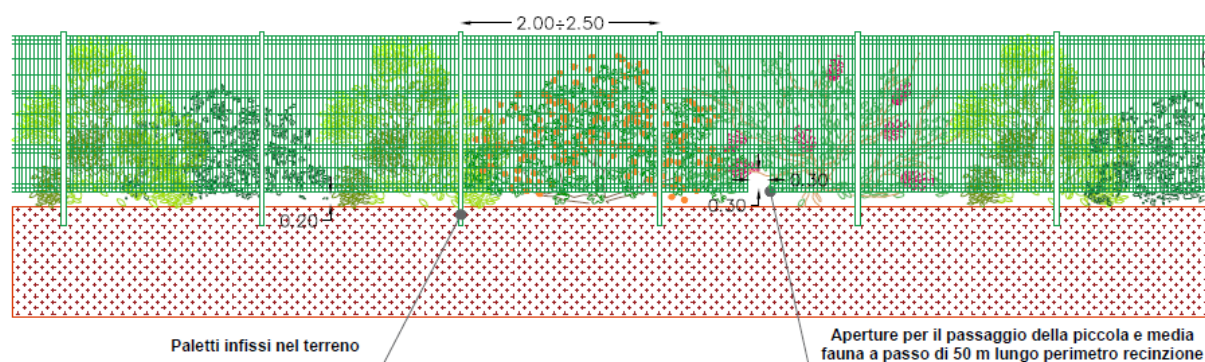 2.00÷2.50
0.30
0.30
0.20
Paletti infissi nel terreno
Aperture per il passaggio della piccola e media
fauna a passo di 50 m lungo perimetro recinzione